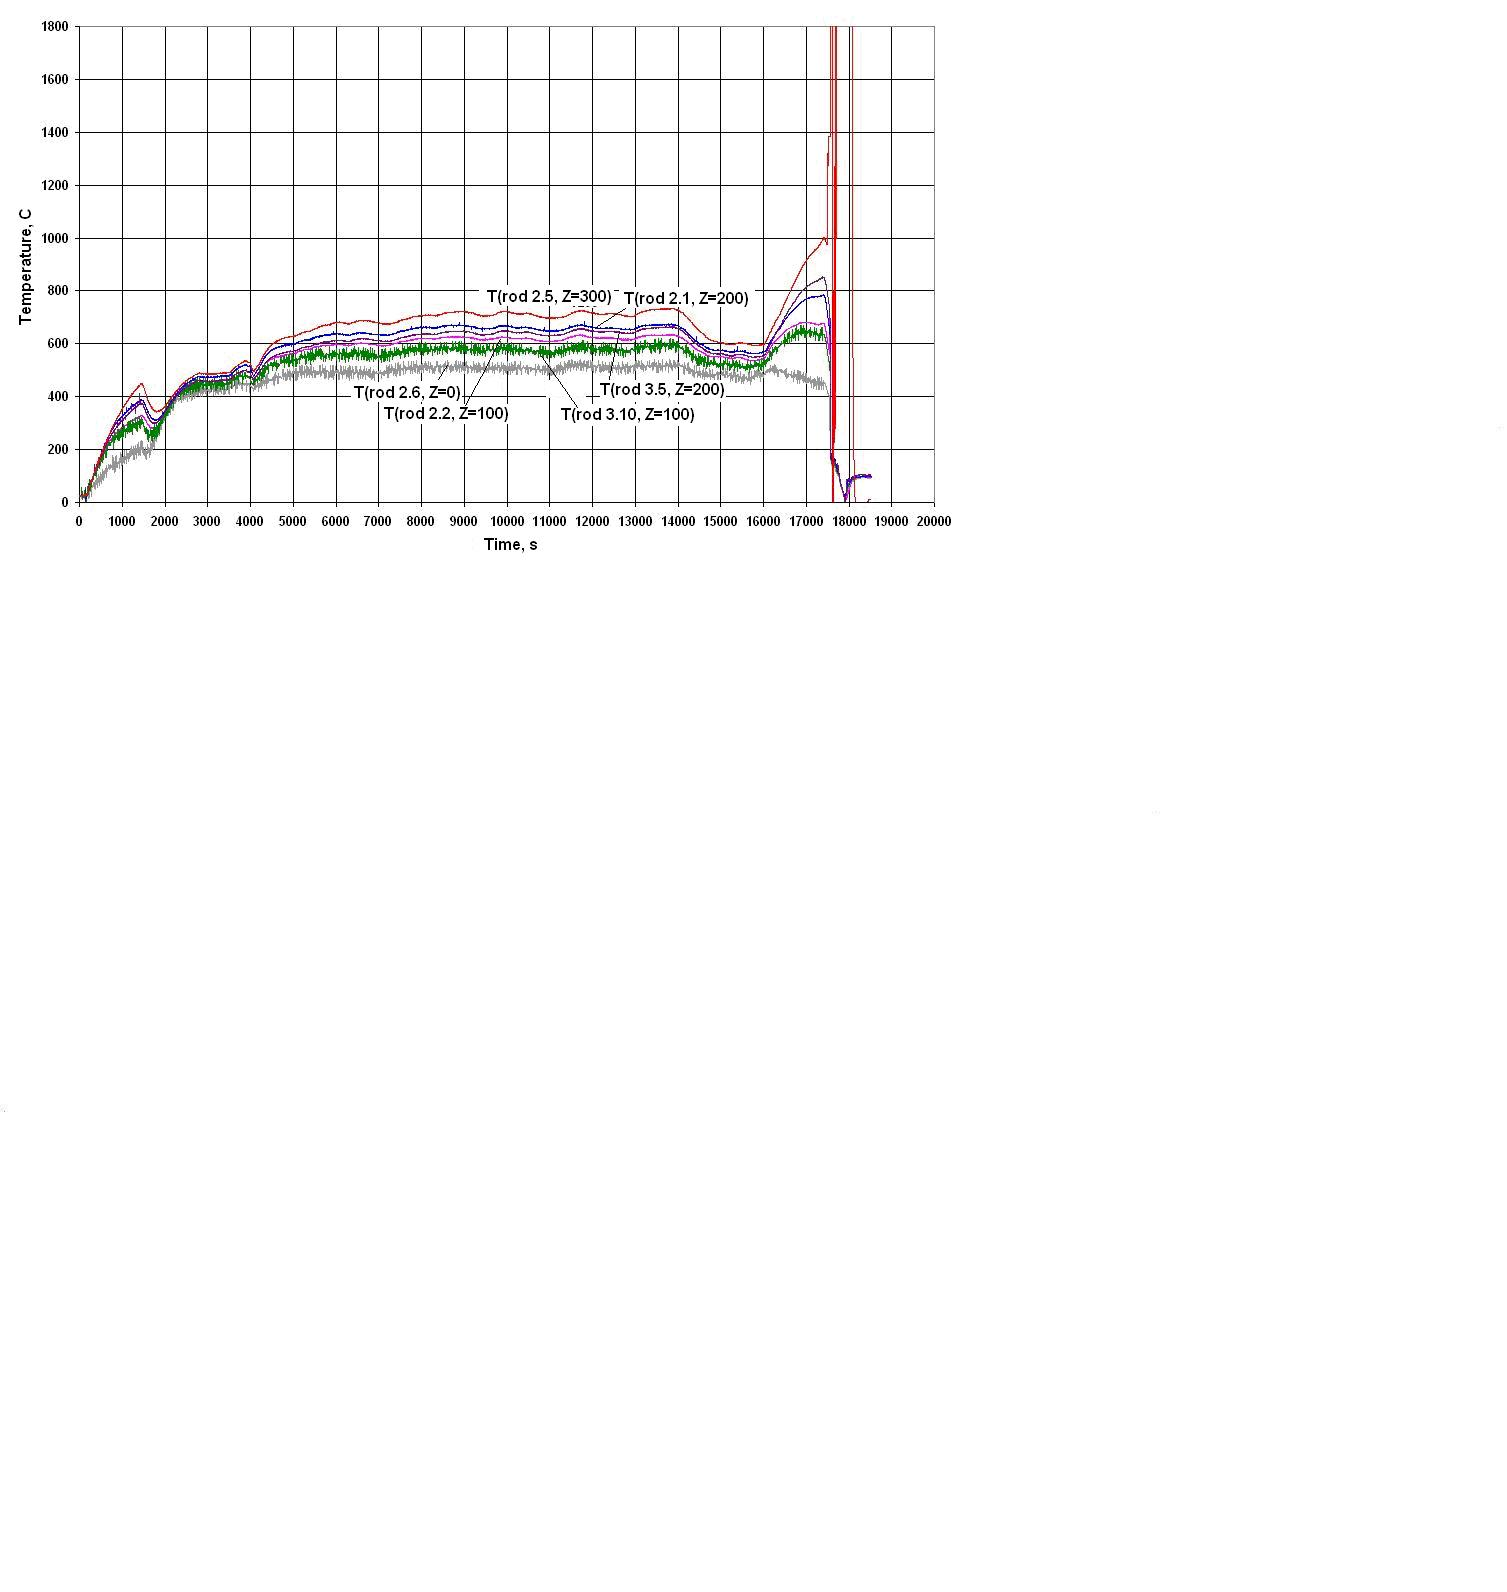 1800
1600
1400
1200
1000
800
600
400
200
0
Temperature, C
T(rod 2.5, Z=300)
T(rod 2.1, Z=200)
T(rod 2.6, Z=0)
T(rod 3.5, Z=200)
T(rod 2.2, Z=100)
T(rod 3.10, Z=100)
0 1000 2000 3000 4000 5000 6000 7000 8000 9000 10000 11000 12000 13000 14000 15000 16000 17000 18000 19000 20000
Time, s